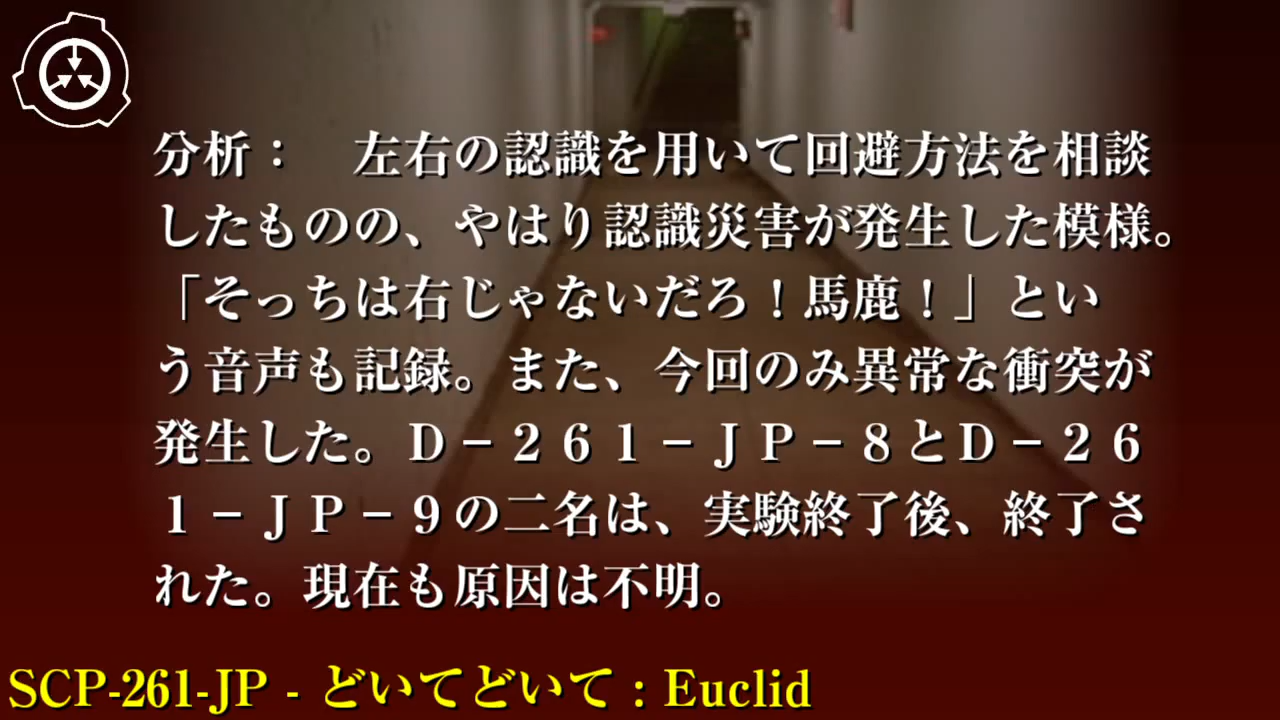 分析：　左右の認識を用いて回避方法を相談
したものの、やはり認識災害が発生した模様。
「そっちは右じゃないだろ！馬鹿！」とい
う音声も記録。また、今回のみ異常な衝突が
発生した。Ｄ－２６１－ＪＰ－８とＤ－２６
１－ＪＰ－９の二名は、実験終了後、終了さ
れた。現在も原因は不明。
SCP-261-JP - どいてどいて : Euclid